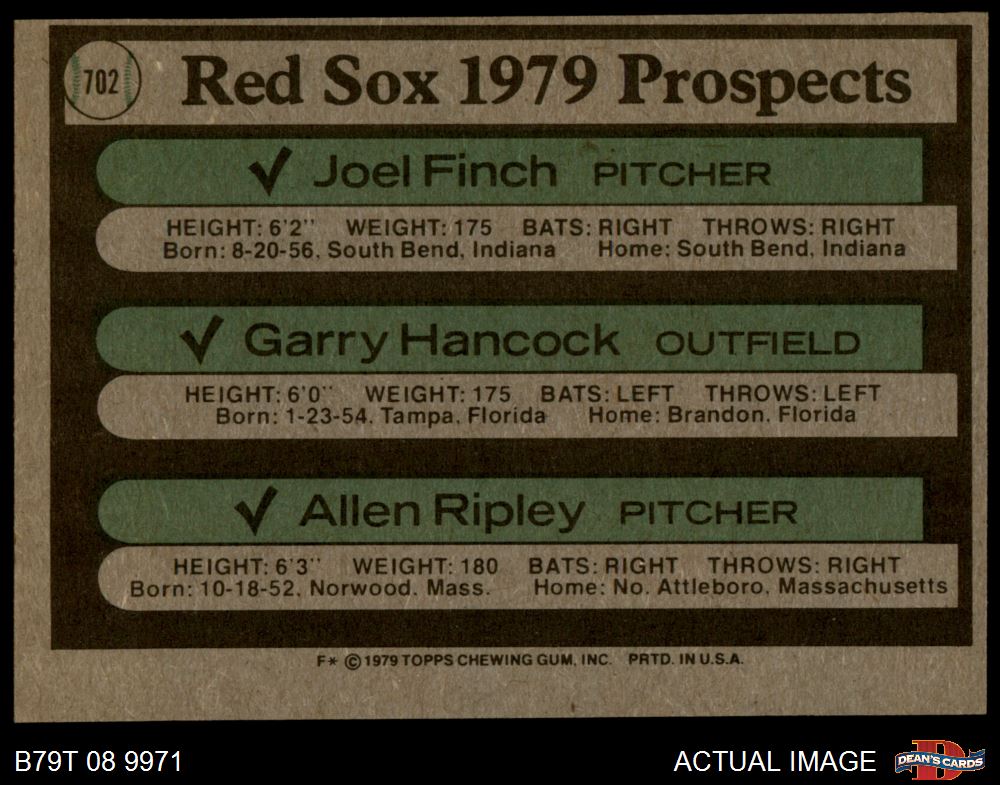 702
Red Sox 1979 Prospects
✓ Joel Finch PITCHER
HEIGHT: 6'2" WEIGHT: 175 BATS: RIGHT THROWS: RIGHT
Born: 8-20-56, South Bend, Indiana Home: South Bend, Indiana
✓ Garry Hancock OUTFIELD
HEIGHT: 6'0" WEIGHT: 175 BATS: LEFT THROWS: LEFT
Born: 1-23-54, Tampa, Florida Home: Brandon, Florida
✓ Allen Ripley PITCHER
HEIGHT: 6'3" WEIGHT: 180 BATS: RIGHT THROWS: RIGHT
Born: 10-18-52, Norwood, Mass. Home: No. Attleboro, Massachusetts
F* © 1979 TOPPS CHEWING GUM, INC. PRTD. IN U.S.A.
B79T 08 9971 ACTUAL IMAGE D DEAN'S CARDS